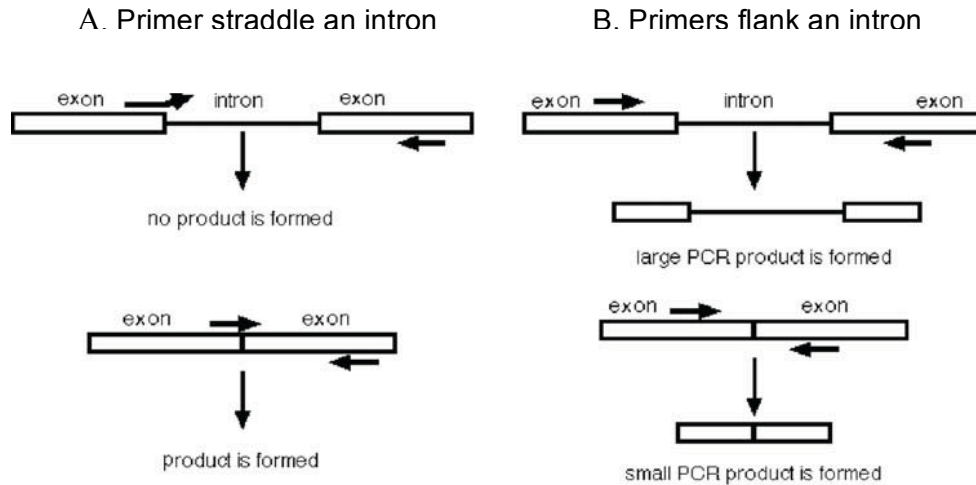 A. Primer straddle an intron
exon intron exon
no product is formed
exon exon
product is formed
B. Primers flank an intron
exon intron exon
large PCR product is formed
exon exon
small PCR product is formed